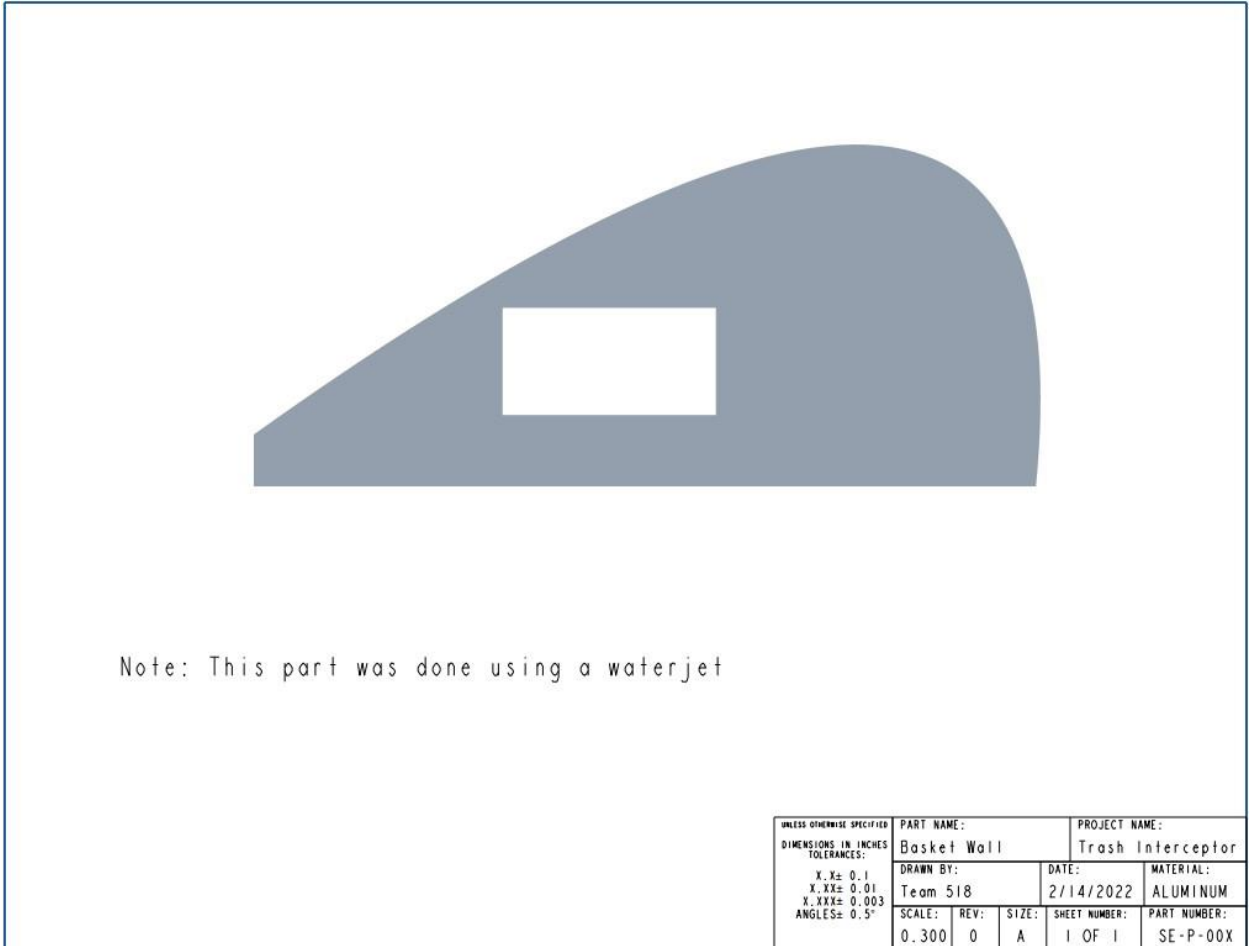 Note: This part was done using a waterjet
UNLESS OTHERWISE SPECIFIED
DIMENSIONS IN INCHES
TOLERANCES:
X.X± 0.1
X.XX± 0.01
X.XXX± 0.003
ANGLES± 0.5°
PART NAME:
Basket Wall
PROJECT NAME:
Trash Interceptor
DRAWN BY:
Team 518
DATE:
2/14/2022
MATERIAL:
ALUMINUM
SCALE:
0.300
REV:
0
SIZE:
A
SHEET NUMBER:
1 OF 1
PART NUMBER:
SE-P-00X